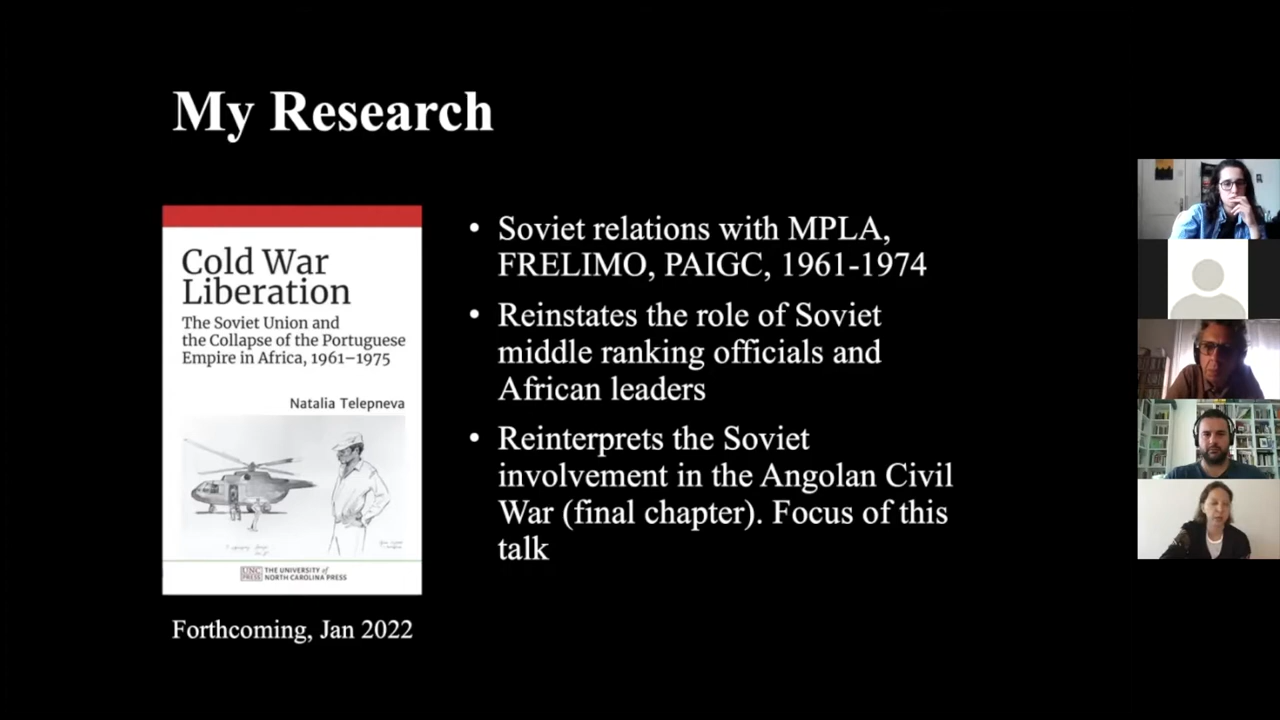 My Research
Cold War
Liberation
The Soviet Union and
the Collapse of the Portuguese
Empire in Africa, 1961–1975
Natalia Telepneva
UNC
PRESS
THE UNIVERSITY of
NORTH CAROLINA PRESS
Forthcoming, Jan 2022
• Soviet relations with MPLA,
FRELIMO, PAIGC, 1961-1974
• Reinstates the role of Soviet
middle ranking officials and
African leaders
• Reinterprets the Soviet
involvement in the Angolan Civil
War (final chapter). Focus of this
talk